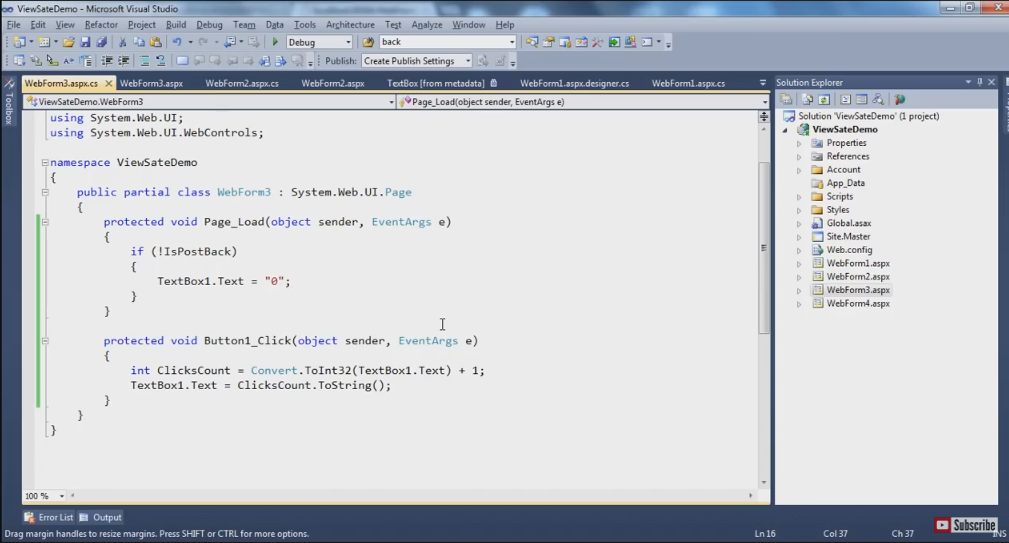 ViewSateDemo - Microsoft Visual Studio
File Edit View Refactor Project Build Debug Team Data Tools Architecture Test Analyze Window Help
Debug back
Publish: Create Publish Settings
WebForm3.aspx.cs WebForm3.aspx WebForm2.aspx.cs WebForm2.aspx TextBox [from metadata] WebForm1.aspx.designer.cs WebForm1.aspx.cs
ViewSateDemo.WebForm3 Page_Load(object sender, EventArgs e)
Toolbox
using System.Web.UI;
using System.Web.UI.WebControls;
namespace ViewSateDemo
{
public partial class WebForm3 : System.Web.UI.Page
{
protected void Page_Load(object sender, EventArgs e)
{
if (!IsPostBack)
{
TextBox1.Text = "0";
}
}
protected void Button1_Click(object sender, EventArgs e)
{
int ClicksCount = Convert.ToInt32(TextBox1.Text) + 1;
TextBox1.Text = ClicksCount.ToString();
}
}
}
100 %
Solution Explorer
Solution 'ViewSateDemo' (1 project)
ViewSateDemo
Properties
References
Account
App_Data
Scripts
Styles
Global.asax
Site.Master
Web.config
WebForm1.aspx
WebForm2.aspx
WebForm3.aspx
WebForm4.aspx
Error List Output
Drag margin handles to resize margins. Press SHIFT or CTRL for more options.
Ln 16 Col 37 Ch 37 INS
Subscribe